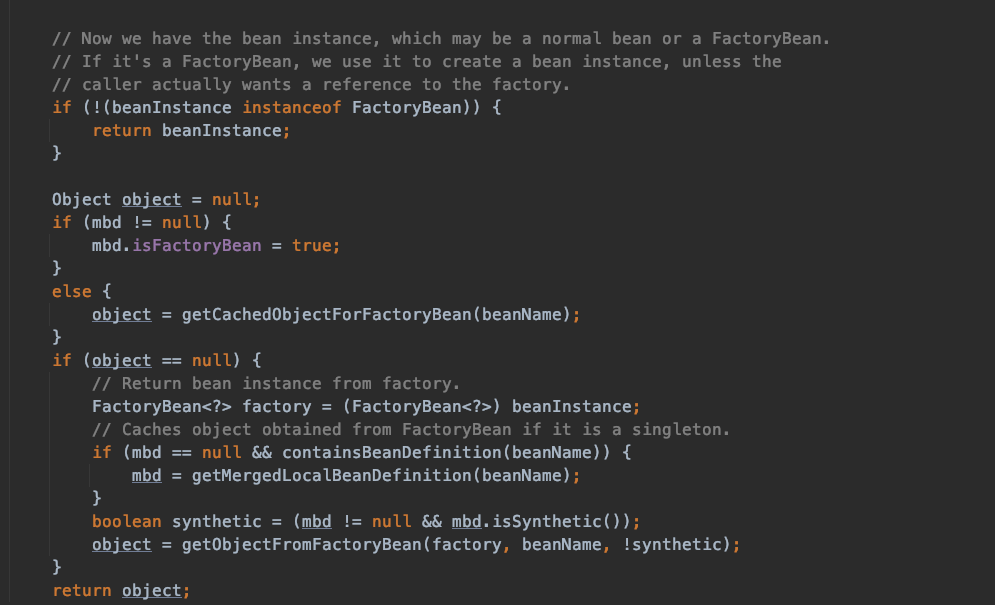 // Now we have the bean instance, which may be a normal bean or a FactoryBean.
// If it's a FactoryBean, we use it to create a bean instance, unless the
// caller actually wants a reference to the factory.
if (!(beanInstance instanceof FactoryBean)) {
    return beanInstance;
}

Object object = null;
if (mbd != null) {
    mbd.isFactoryBean = true;
}
else {
    object = getCachedObjectForFactoryBean(beanName);
}
if (object == null) {
    // Return bean instance from factory.
    FactoryBean<?> factory = (FactoryBean<?>) beanInstance;
    // Caches object obtained from FactoryBean if it is a singleton.
    if (mbd == null && containsBeanDefinition(beanName)) {
        mbd = getMergedLocalBeanDefinition(beanName);
    }
    boolean synthetic = (mbd != null && mbd.isSynthetic());
    object = getObjectFromFactoryBean(factory, beanName, !synthetic);
}
return object;